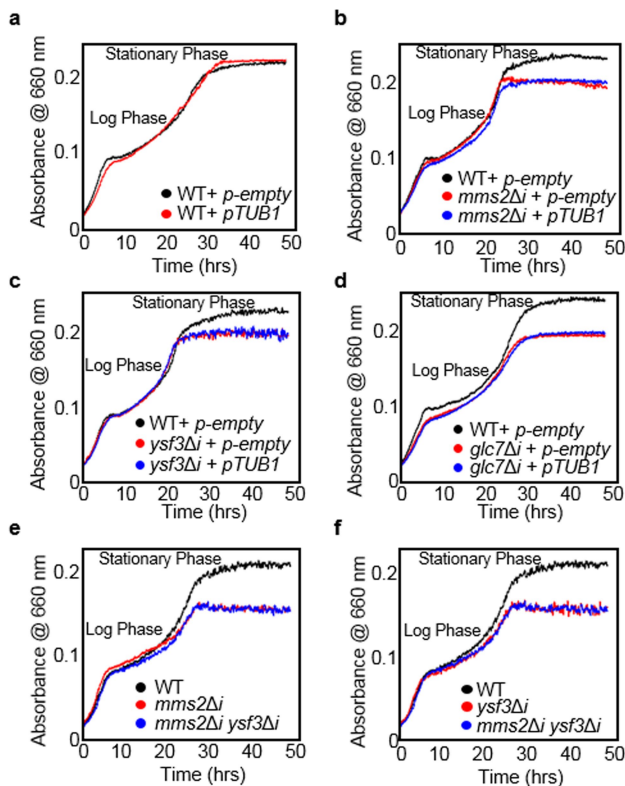 a
Absorbance @ 660 nm
0.2
0.1
0
Stationary Phase
Log Phase
WT+ p-empty
WT+ pTUB1
0 10 20 30 40 50
Time (hrs)
b
Absorbance @ 660 nm
0.2
0.1
0
Stationary Phase
Log Phase
WT+ p-empty
mms2Δi + p-empty
mms2Δi + pTUB1
0 10 20 30 40 50
Time (hrs)
c
Absorbance @ 660 nm
0.2
0.1
0
Stationary Phase
Log Phase
WT+ p-empty
ysf3Δi + p-empty
ysf3Δi + pTUB1
0 10 20 30 40 50
Time (hrs)
d
Absorbance @ 660 nm
0.2
0.1
0
Stationary Phase
Log Phase
WT+ p-empty
glc7Δi + p-empty
glc7Δi + pTUB1
0 10 20 30 40 50
Time (hrs)
e
Absorbance @ 660 nm
0.2
0.1
0
Stationary Phase
Log Phase
WT
mms2Δi
mms2Δi ysf3Δi
0 10 20 30 40 50
Time (hrs)
f
Absorbance @ 660 nm
0.2
0.1
0
Stationary Phase
Log Phase
WT
ysf3Δi
mms2Δi ysf3Δi
0 10 20 30 40 50
Time (hrs)